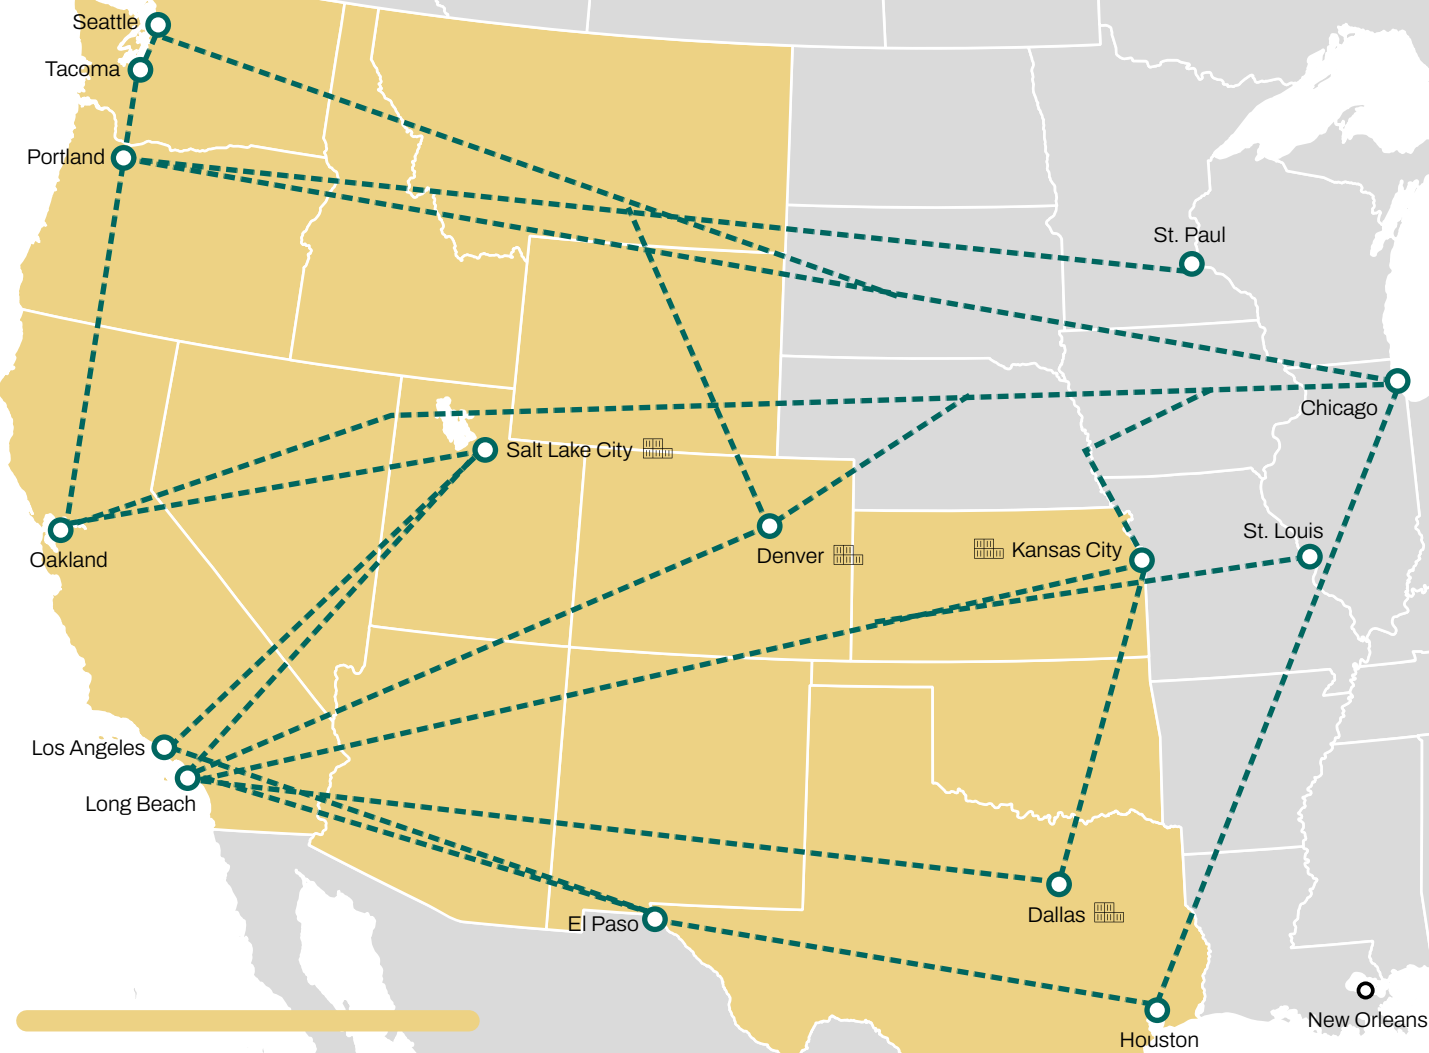 Seattle
Tacoma
Portland
St. Paul
Chicago
Salt Lake City
Oakland
St. Louis
Denver
Kansas City
Los Angeles
Long Beach
El Paso
Dallas
New Orleans
Houston